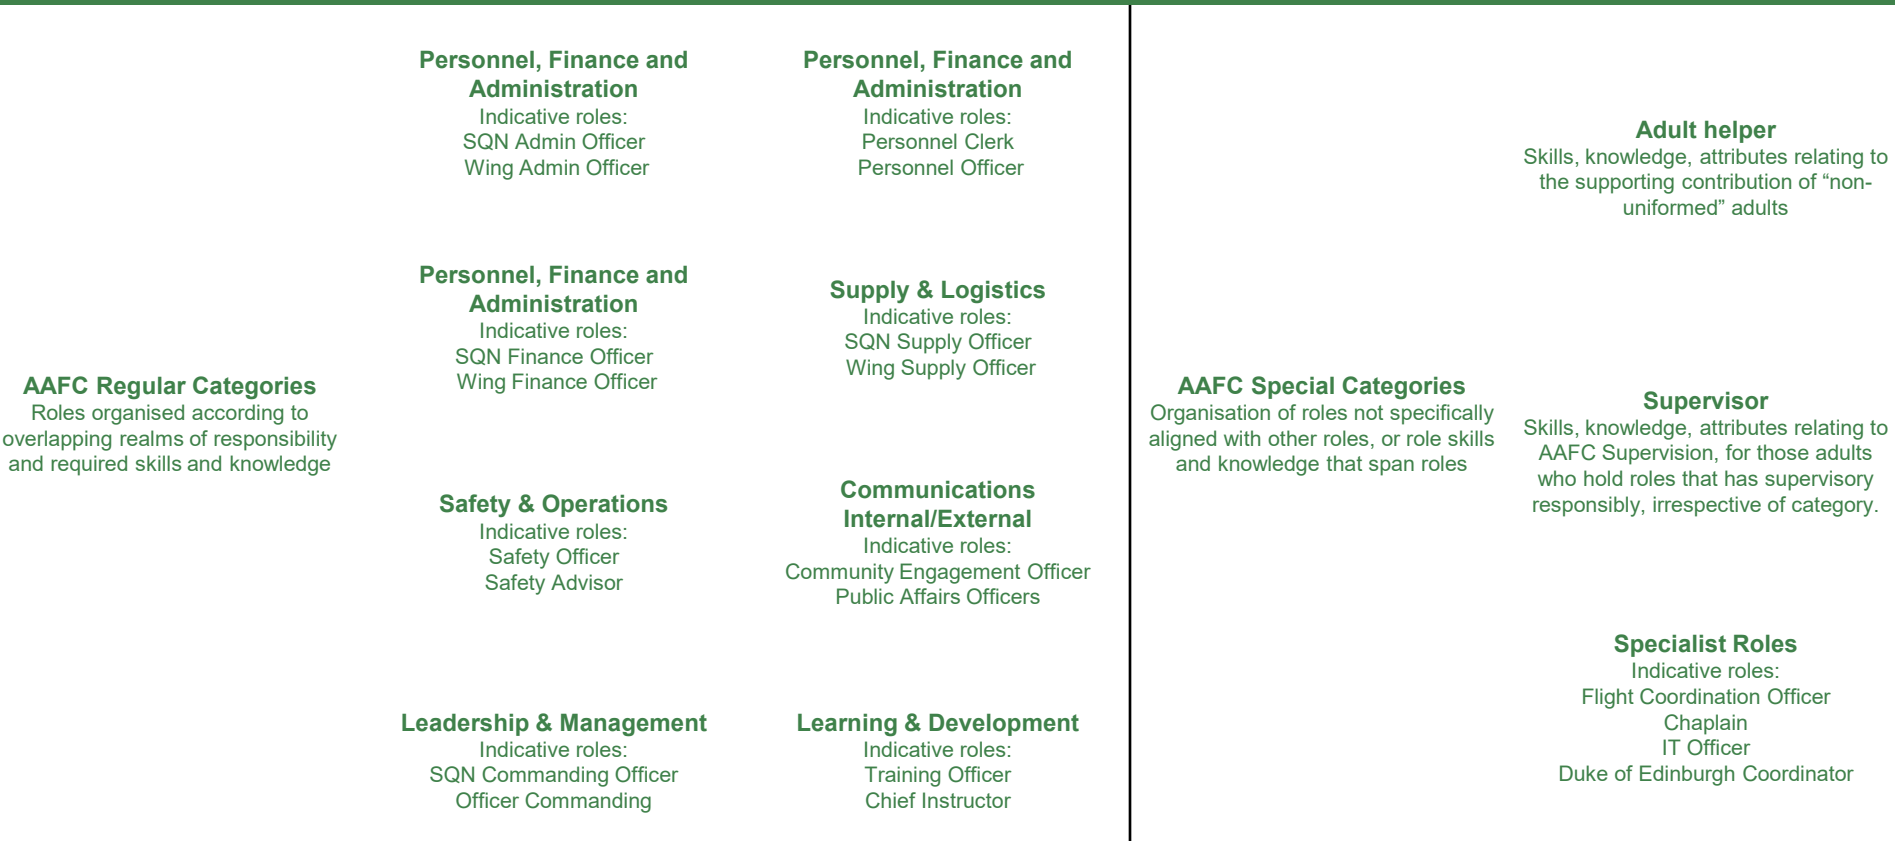 AAFC Regular Categories
Roles organised according to
overlapping realms of responsibility
and required skills and knowledge
Personnel, Finance and
Administration
Indicative roles:
SQN Admin Officer
Wing Admin Officer
Personnel, Finance and
Administration
Indicative roles:
Personnel Clerk
Personnel Officer
Personnel, Finance and
Administration
Indicative roles:
SQN Finance Officer
Wing Finance Officer
Supply & Logistics
Indicative roles:
SQN Supply Officer
Wing Supply Officer
Safety & Operations
Indicative roles:
Safety Officer
Safety Advisor
Communications
Internal/External
Indicative roles:
Community Engagement Officer
Public Affairs Officers
Leadership & Management
Indicative roles:
SQN Commanding Officer
Officer Commanding
Learning & Development
Indicative roles:
Training Officer
Chief Instructor
AAFC Special Categories
Organisation of roles not specifically
aligned with other roles, or role skills
and knowledge that span roles
Adult helper
Skills, knowledge, attributes relating to
the supporting contribution of “non-
uniformed” adults
Supervisor
Skills, knowledge, attributes relating to
AAFC Supervision, for those adults
who hold roles that has supervisory
responsibly, irrespective of category.
Specialist Roles
Indicative roles:
Flight Coordination Officer
Chaplain
IT Officer
Duke of Edinburgh Coordinator